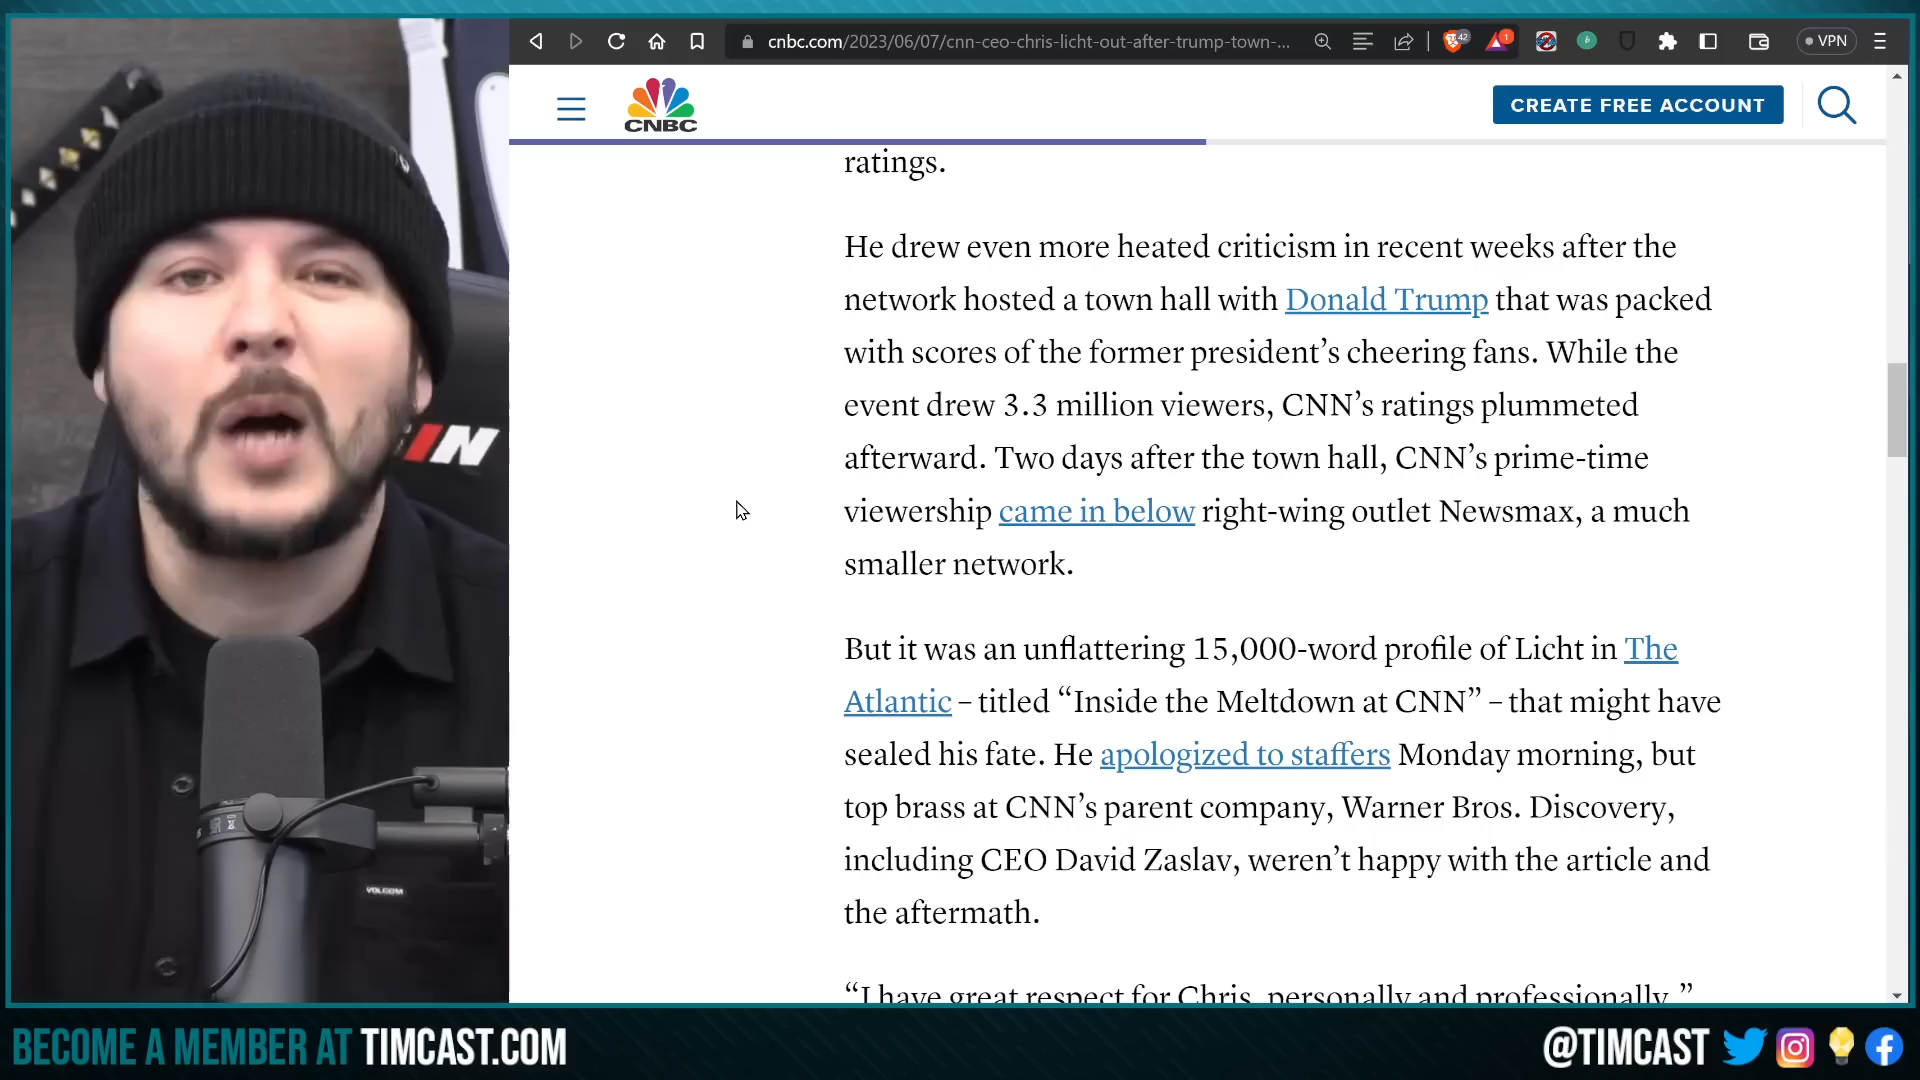 cnbc.com/2023/06/07/cnn-ceo-chris-licht-out-after-trump-town-...
42
1
VPN
CNBC
CREATE FREE ACCOUNT
ratings.
He drew even more heated criticism in recent weeks after the
network hosted a town hall with Donald Trump that was packed
with scores of the former president’s cheering fans. While the
event drew 3.3 million viewers, CNN’s ratings plummeted
afterward. Two days after the town hall, CNN’s prime-time
viewership came in below right-wing outlet Newsmax, a much
smaller network.
But it was an unflattering 15,000-word profile of Licht in The
Atlantic – titled “Inside the Meltdown at CNN” – that might have
sealed his fate. He apologized to staffers Monday morning, but
top brass at CNN’s parent company, Warner Bros. Discovery,
including CEO David Zaslav, weren’t happy with the article and
the aftermath.
“I have great respect for Chris, personally and professionally,”
IN
VOLCOM
BECOME A MEMBER AT TIMCAST.COM
@TIMCAST